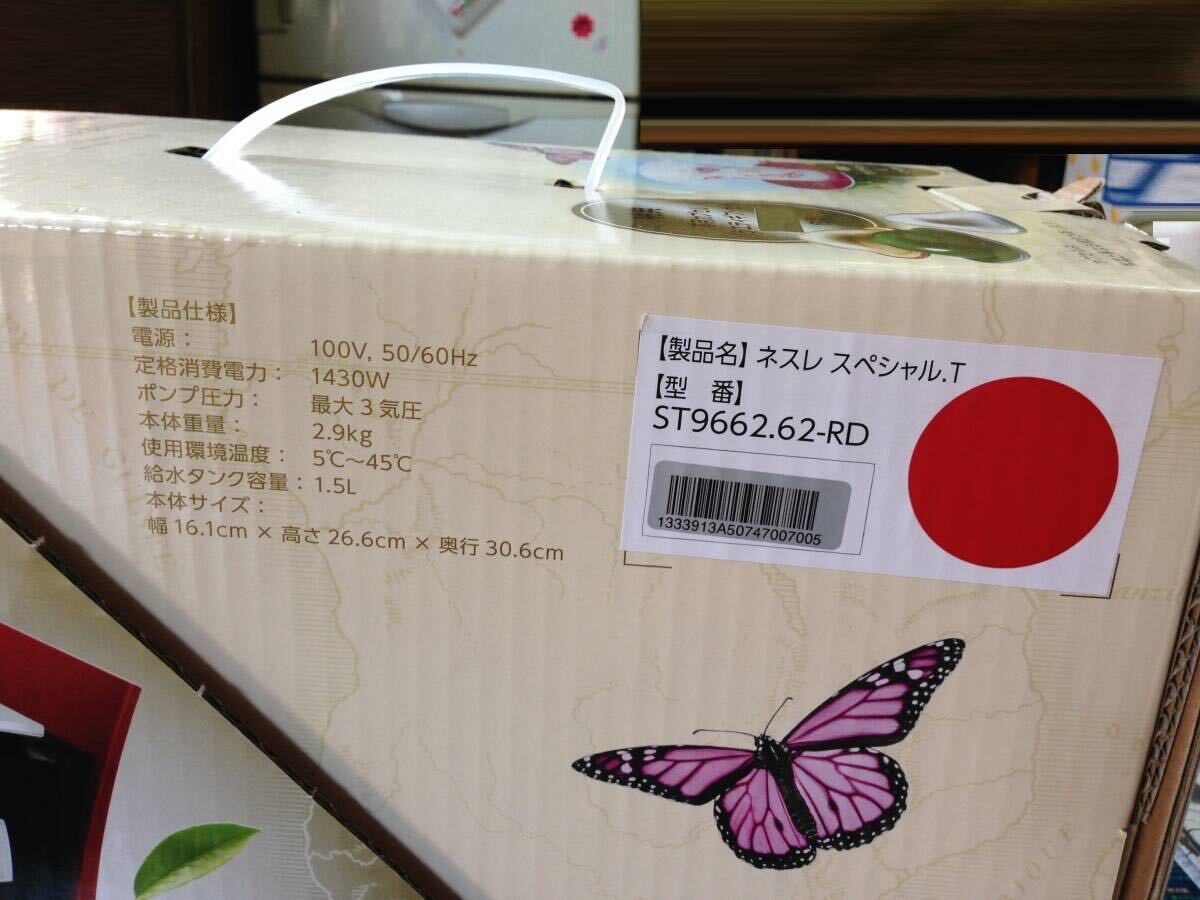 【製品仕様】
電源： 100V, 50/60Hz
定格消費電力： 1430W
ポンプ圧力： 最大3気圧
本体重量： 2.9kg
使用環境温度： 5℃～45℃
給水タンク容量： 1.5L
本体サイズ：
幅 16.1cm × 高さ 26.6cm × 奥行 30.6cm
【製品名】ネスレ スペシャル.T
【型　番】
ST9662.62-RD
1333913A50747007005